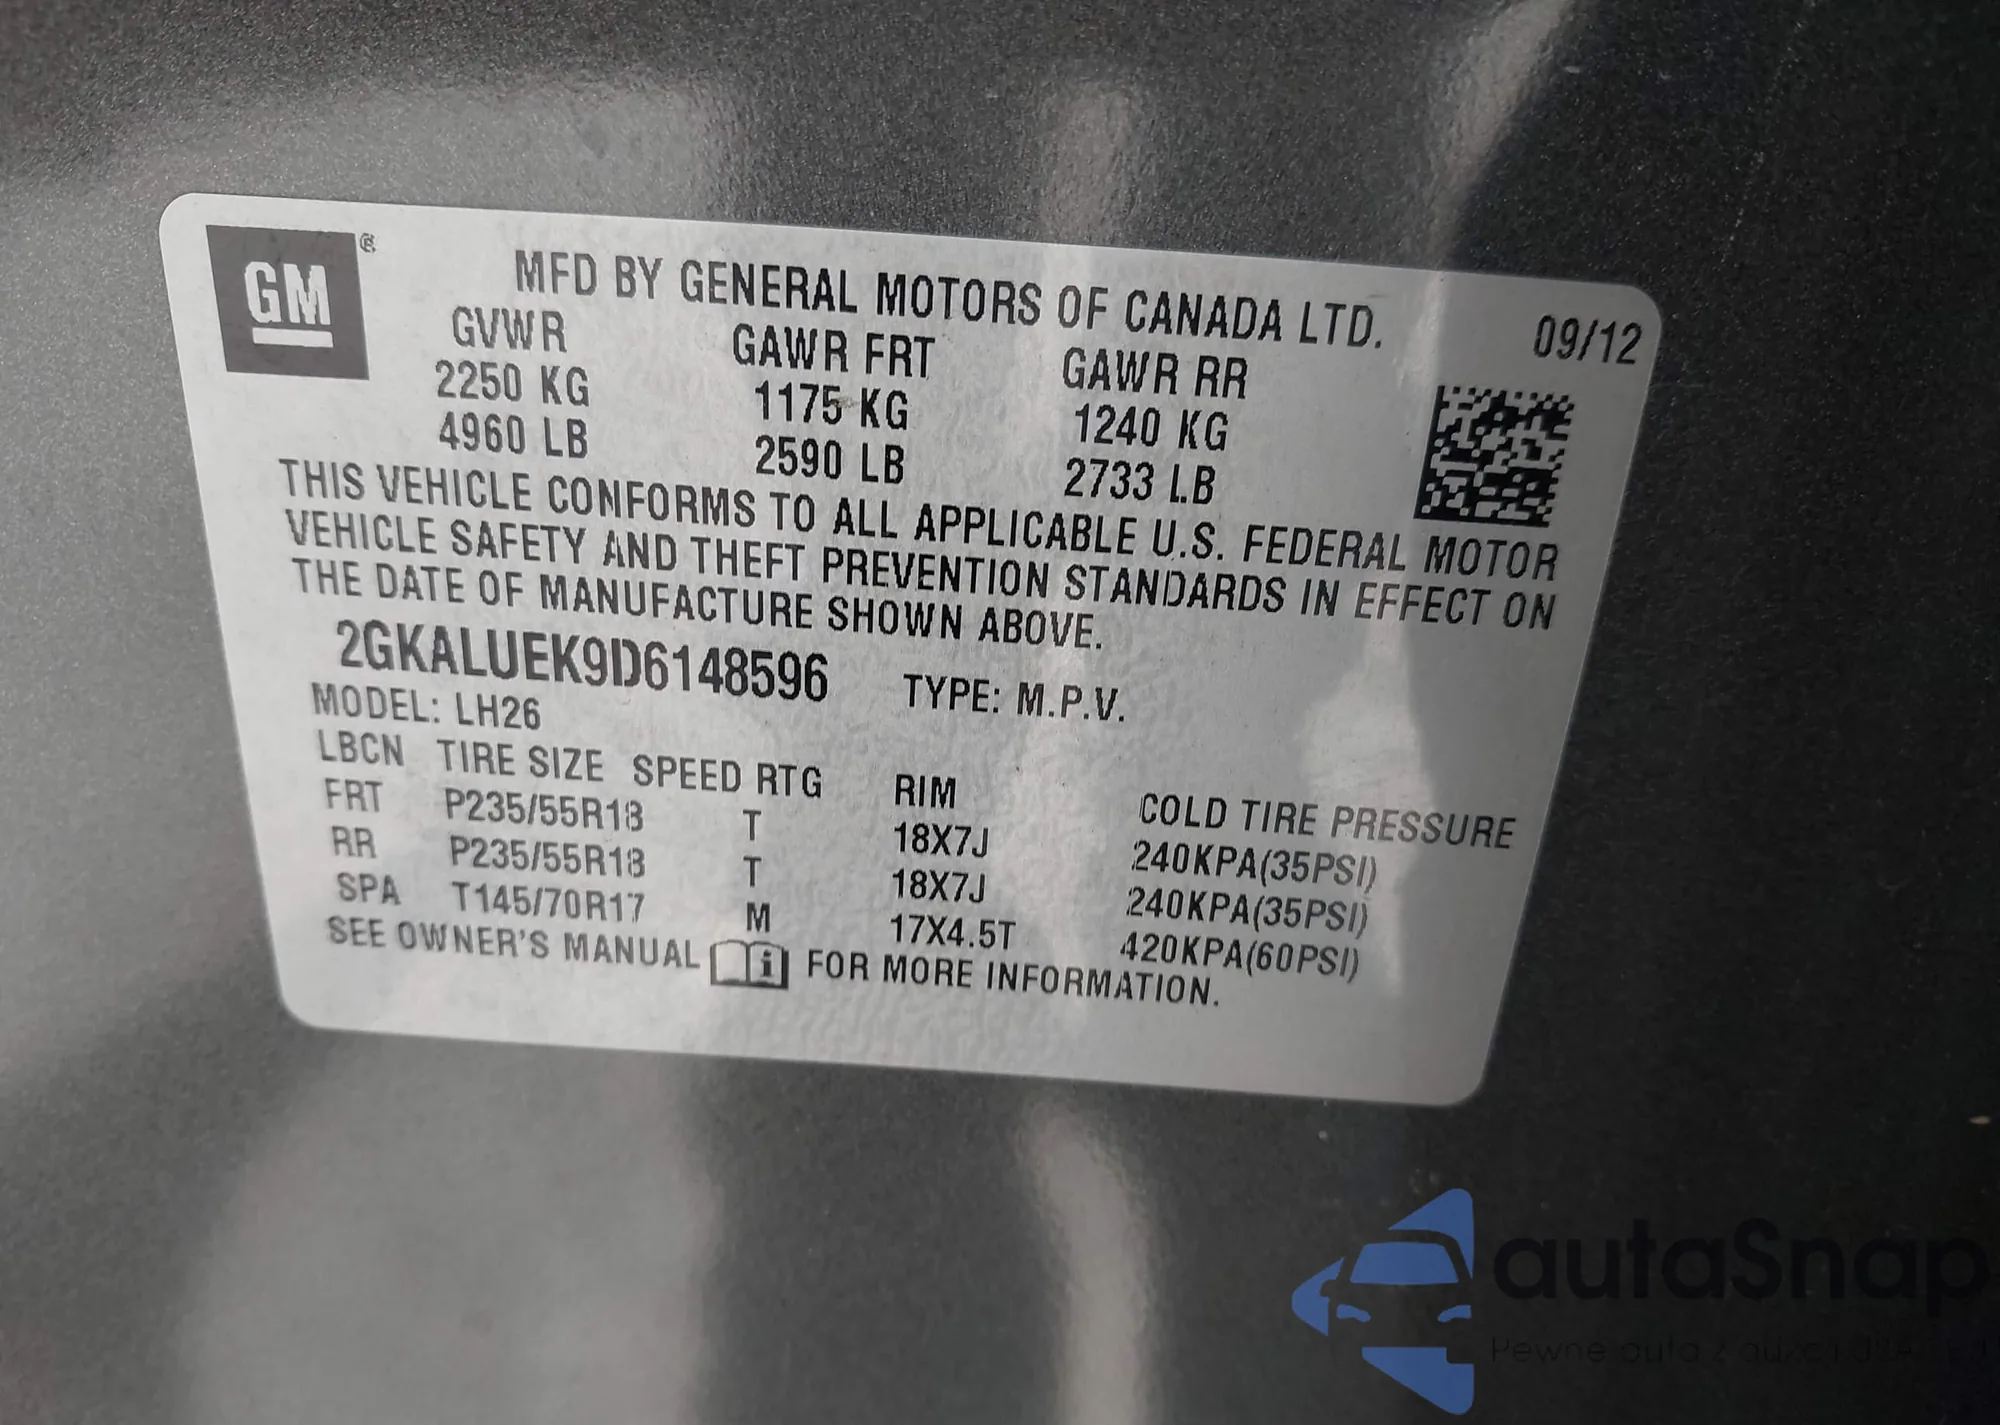 GM ®
MFD BY GENERAL MOTORS OF CANADA LTD. 09/12
GVWR GAWR FRT GAWR RR
2250 KG 1175 KG 1240 KG
4960 LB 2590 LB 2733 LB
THIS VEHICLE CONFORMS TO ALL APPLICABLE U.S. FEDERAL MOTOR
VEHICLE SAFETY AND THEFT PREVENTION STANDARDS IN EFFECT ON
THE DATE OF MANUFACTURE SHOWN ABOVE.
2GKALUEK9D6148596 TYPE: M.P.V.
MODEL: LH26
LBCN TIRE SIZE SPEED RTG RIM COLD TIRE PRESSURE
FRT P235/55R18 T 18X7J 240KPA(35PSI)
RR P235/55R18 T 18X7J 240KPA(35PSI)
SPA T145/70R17 M 17X4.5T 420KPA(60PSI)
SEE OWNER'S MANUAL i FOR MORE INFORMATION.
autaSnap
Pewne auta z